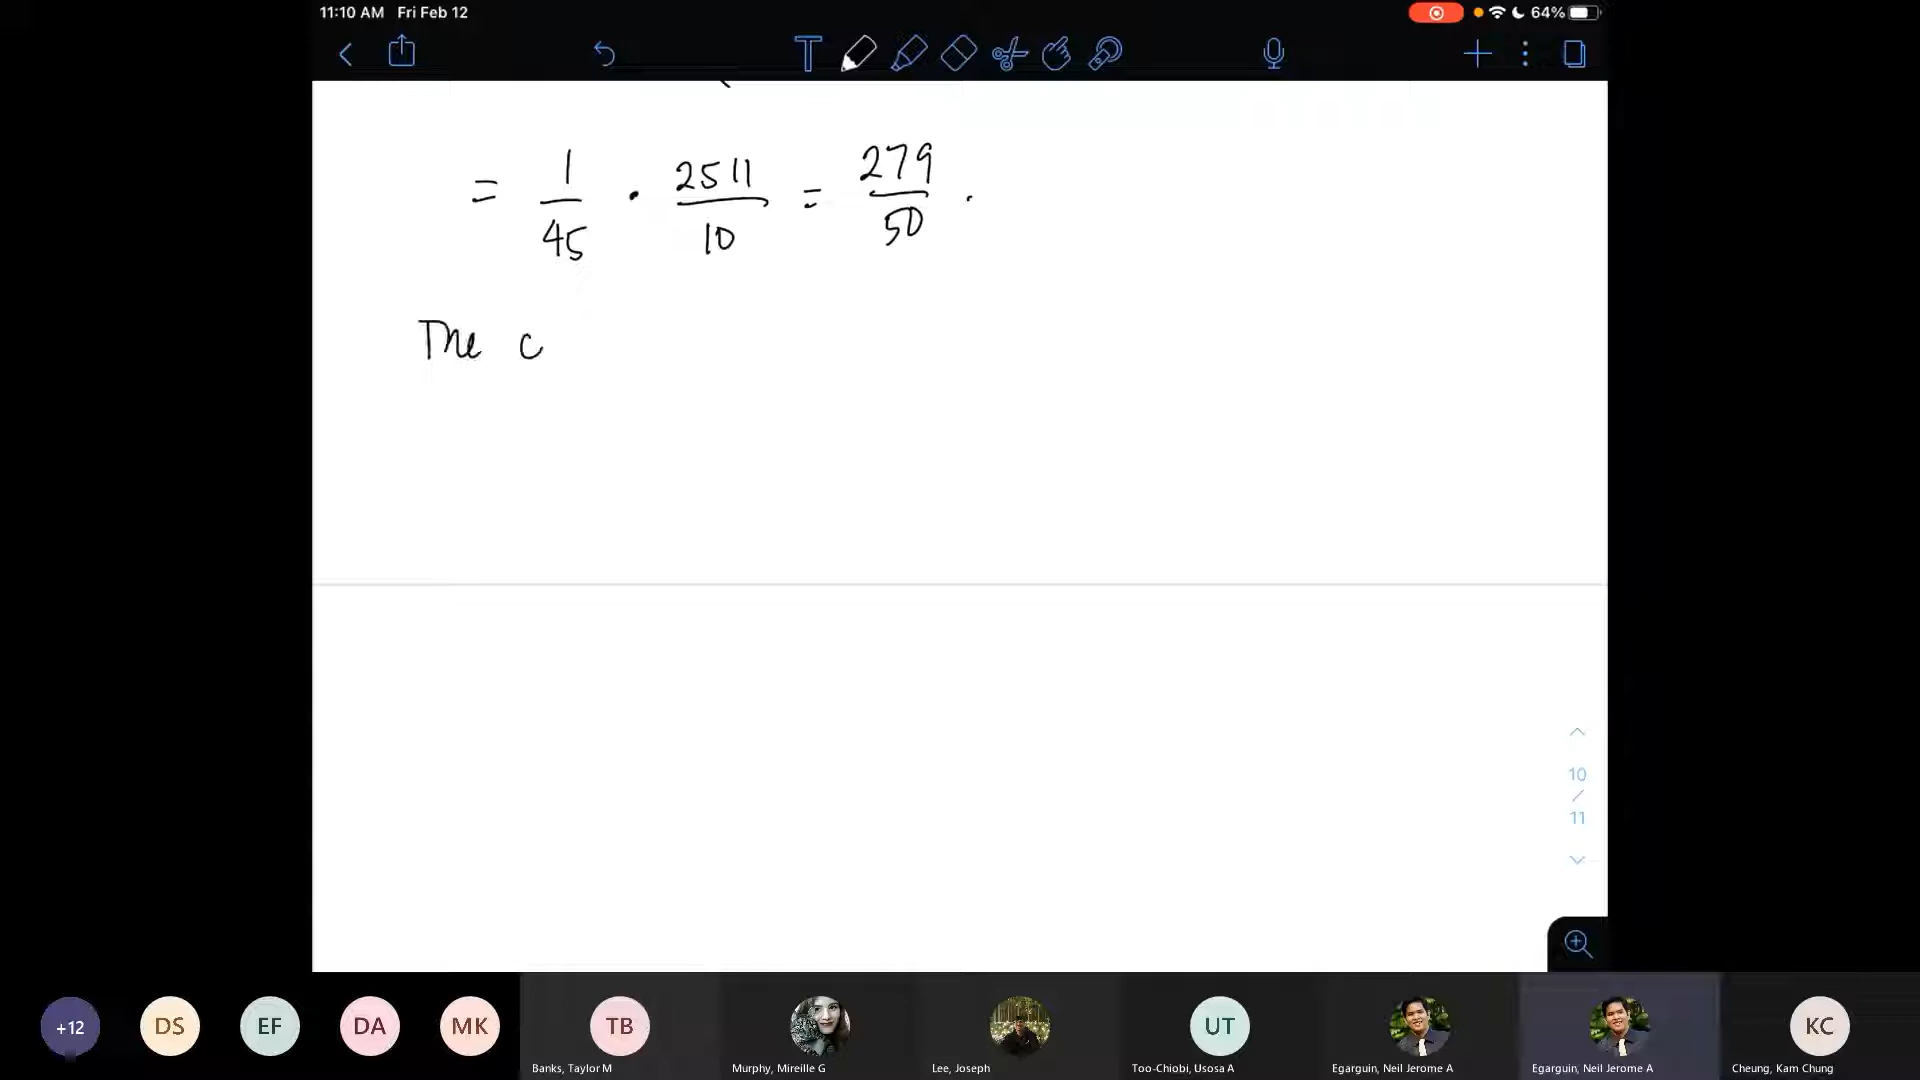 11:10 AM Fri Feb 12
64%
T
= 1/45 · 2511/10 = 279/50 .
The c
10
/
11
+12
DS
EF
DA
MK
TB
UT
KC
Banks, Taylor M
Murphy, Mireille G
Lee, Joseph
Too-Chiobi, Usosa A
Egarguin, Neil Jerome A
Egarguin, Neil Jerome A
Cheung, Kam Chung